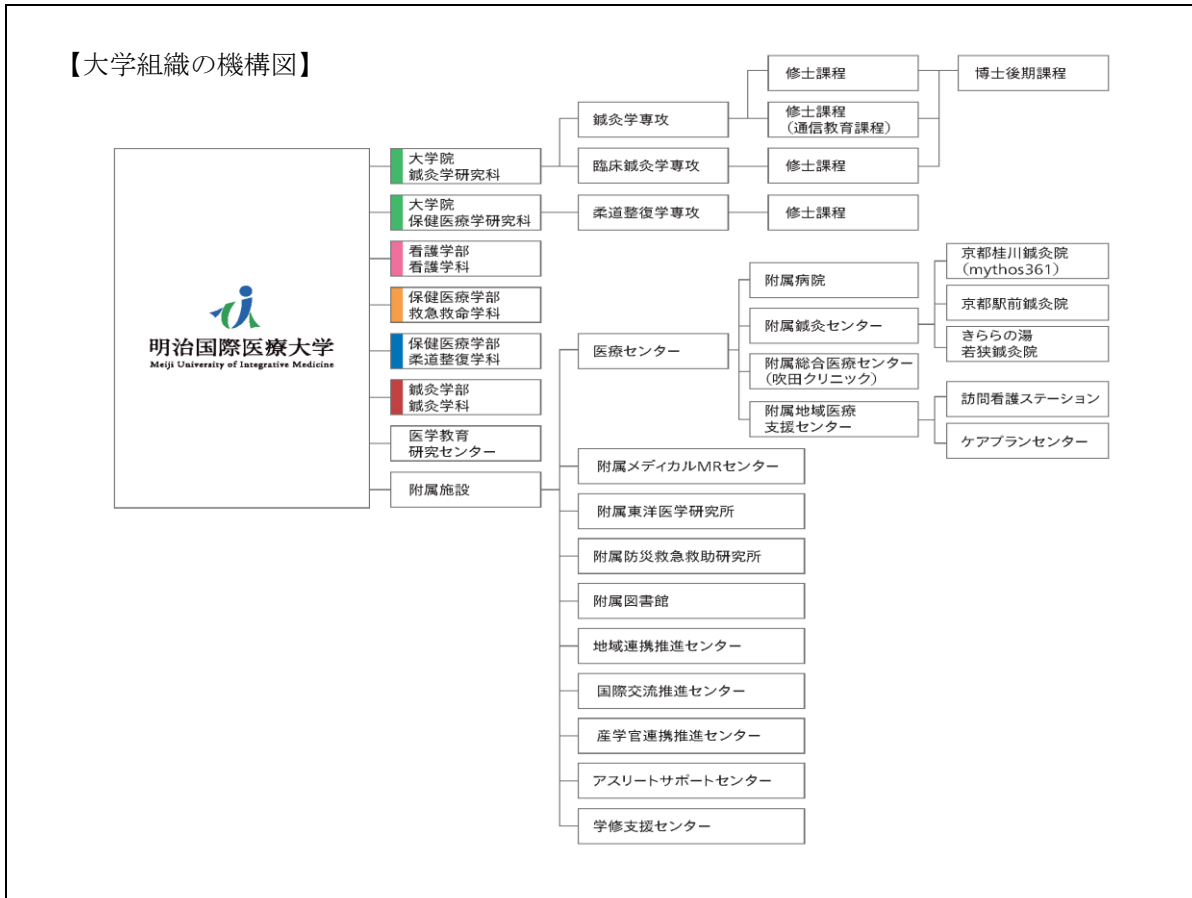 【大学組織の機構図】
明治国際医療大学
Meiji University of Integrative Medicine
大学院
鍼灸学研究科
鍼灸学専攻
修士課程
修士課程
（通信教育課程）
博士後期課程
臨床鍼灸学専攻
修士課程
大学院
保健医療学研究科
柔道整復学専攻
修士課程
看護学部
看護学科
保健医療学部
救急救命学科
保健医療学部
柔道整復学科
鍼灸学部
鍼灸学科
医学教育
研究センター
附属施設
医療センター
附属病院
附属鍼灸センター
京都桂川鍼灸院
(mythos361)
京都駅前鍼灸院
きららの湯
若狭鍼灸院
附属総合医療センター
（吹田クリニック）
附属地域医療
支援センター
訪問看護ステーション
ケアプランセンター
附属メディカルMRセンター
附属東洋医学研究所
附属防災救急救助研究所
附属図書館
地域連携推進センター
国際交流推進センター
産学官連携推進センター
アスリートサポートセンター
学修支援センター